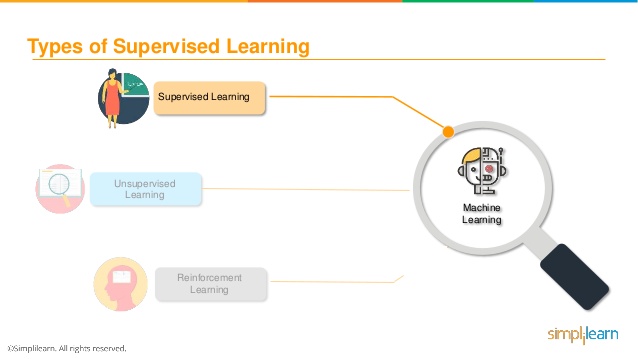 Types of Supervised Learning
Supervised Learning
Unsupervised
Learning
Reinforcement
Learning
Machine
Learning
simplilearn
©Simplilearn. All rights reserved.